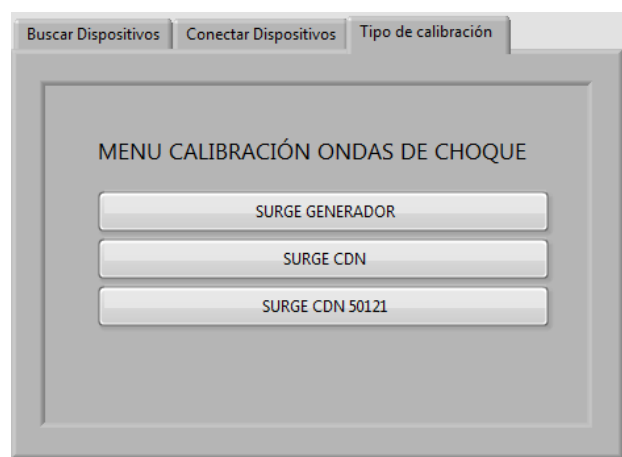 Buscar Dispositivos
Conectar Dispositivos
Tipo de calibración
MENU CALIBRACIÓN ONDAS DE CHOQUE
SURGE GENERADOR
SURGE CDN
SURGE CDN 50121